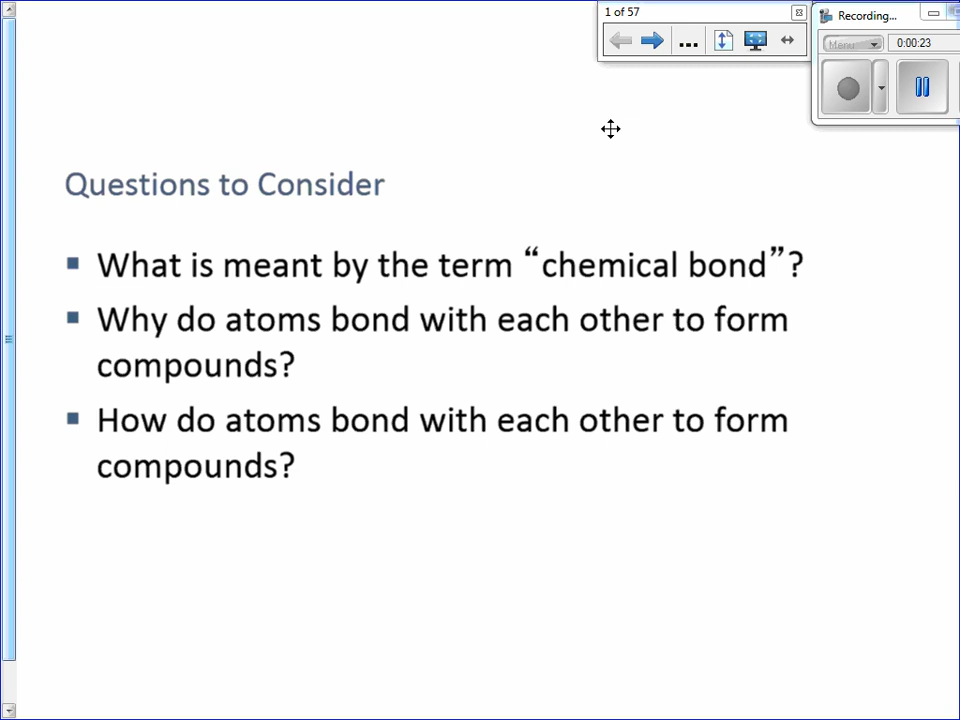 1 of 57
Recording...
Menu
0:00:23
Questions to Consider
What is meant by the term “chemical bond”?
Why do atoms bond with each other to form
compounds?
How do atoms bond with each other to form
compounds?